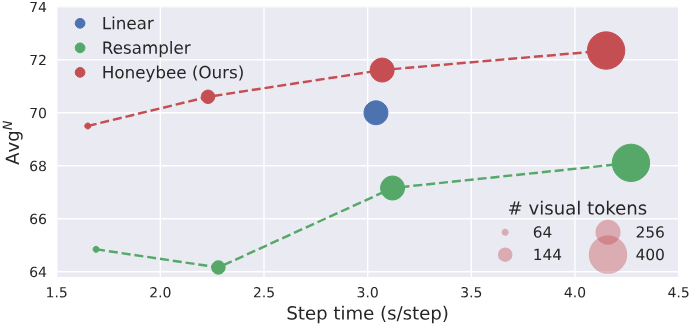 74
72
70
68
66
64
Avg^N
Linear
Resampler
Honeybee (Ours)
# visual tokens
64
256
144
400
1.5
2.0
2.5
3.0
3.5
4.0
4.5
Step time (s/step)